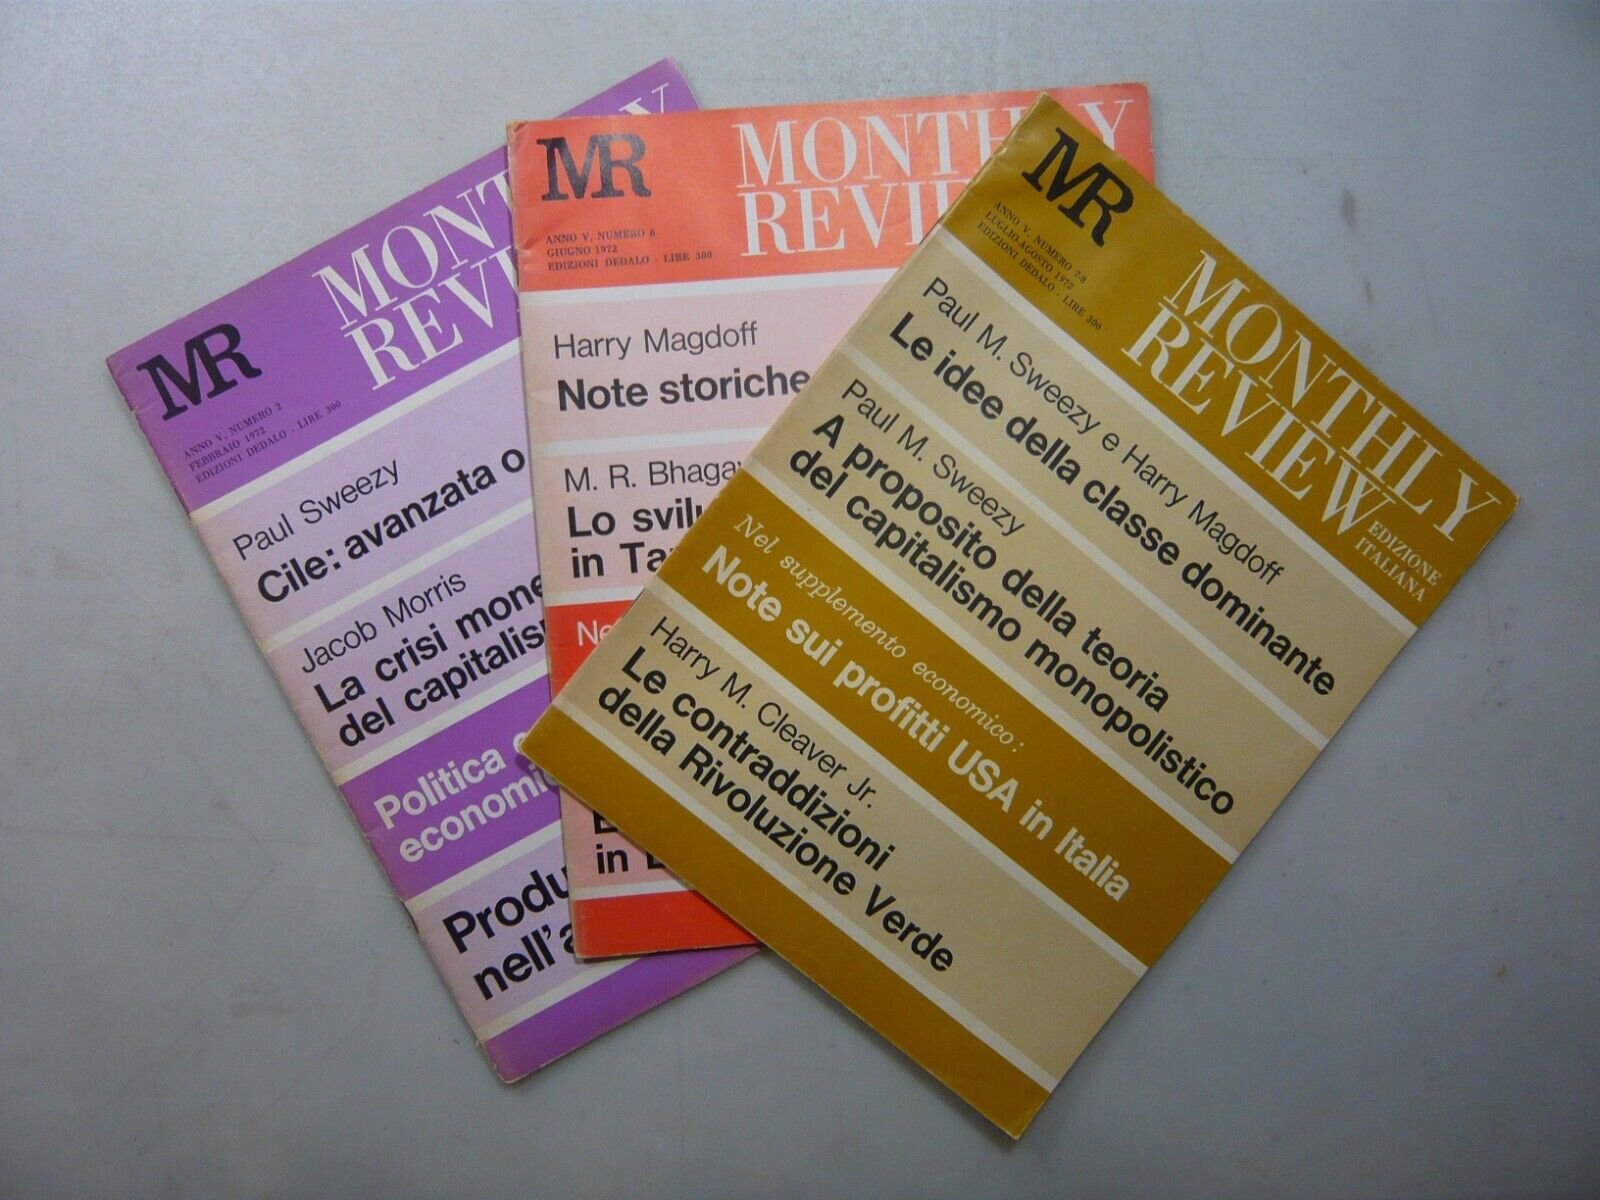 MR
ANNO V, NUMERO 2
FEBBRAIO 1972
EDIZIONI DEDALO - LIRE 300
MONTHLY
REVIEW
Paul Sweezy
Cile: avanzata o
Jacob Morris
La crisi
del
Politica
Produ
nell'a
MR
ANNO V, NUMERO 6
GIUGNO 1972
EDIZIONI DEDALO - LIRE 300
MONTHLY
REVIEW
Harry Magdoff
Note storiche
M. R. Bhaga
Lo svilu
in Ta
Ne
in
MR
ANNO V, NUMERO 7-8
LUGLIO-AGOSTO 1972
EDIZIONI DEDALO - LIRE 300
MONTHLY
REVIEW
EDIZIONE
ITALIANA
Paul M. Sweezy e Harry Magdoff
Le idee della classe dominante
Paul M. Sweezy
A proposito della teoria
del capitalismo monopolistico
Nel supplemento economico:
Note sui profitti USA in Italia
Harry M. Cleaver Jr.
Le contraddizioni
della Rivoluzione Verde